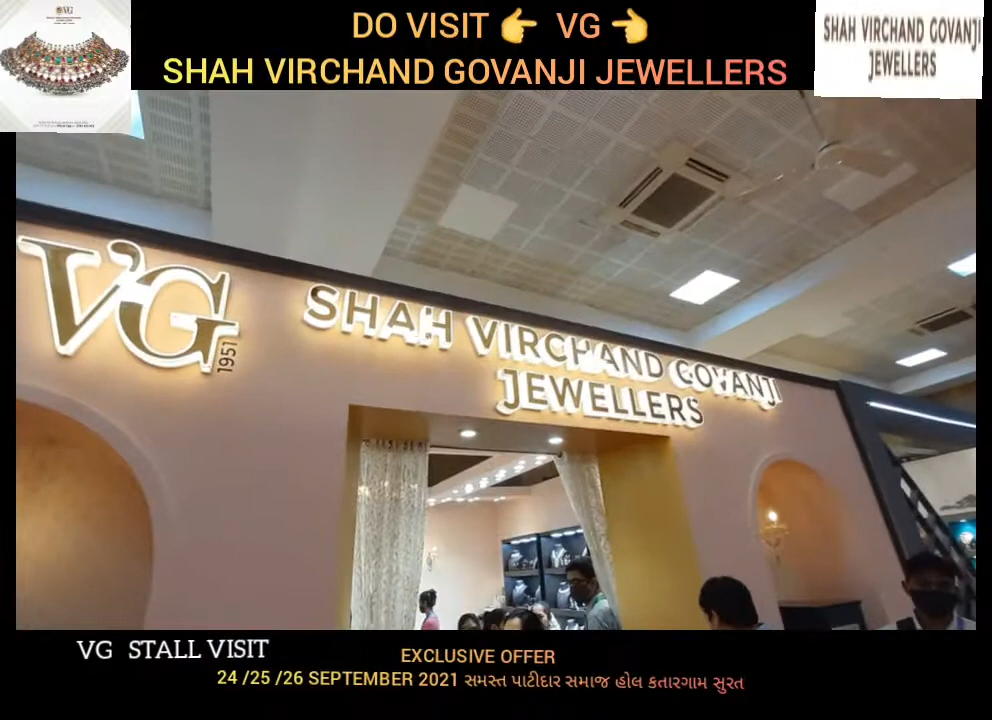 VG
DO VISIT 👉 VG 👈
SHAH VIRCHAND GOVANJI JEWELLERS
SHAH VIRCHAND GOVANJI
JEWELLERS
VG
1951
SHAH VIRCHAND GOVANJI
JEWELLERS
VG STALL VISIT
EXCLUSIVE OFFER
24 /25 /26 SEPTEMBER 2021 સમસ્ત પાટીદાર સમાજ હોલ કતારગામ સુરત